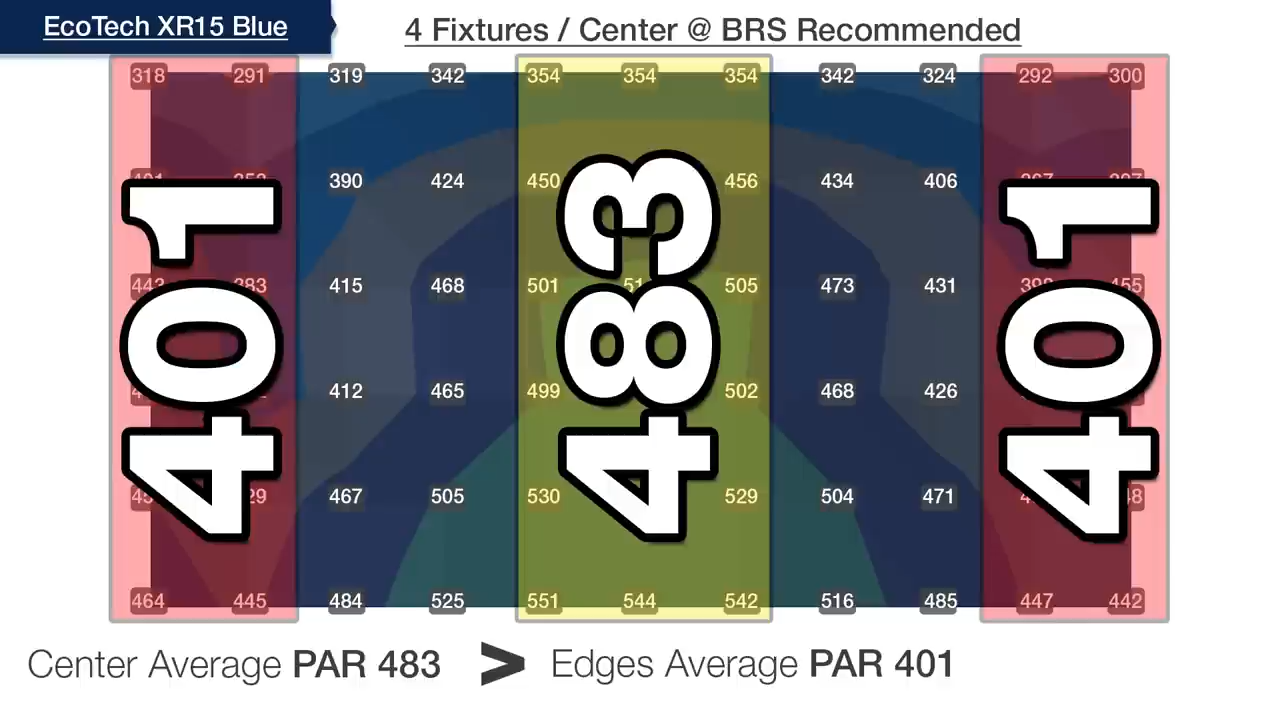 EcoTech XR15 Blue
4 Fixtures / Center @ BRS Recommended
318 291 319 342 354 354 354 342 324 292 300
390 424 450 456 434 406
415 468 501 505 473 431
412 465 499 502 468 426
467 505 530 529 504 471
464 445 484 525 551 544 542 516 485 447 442
401
483
401
Center Average PAR 483 > Edges Average PAR 401